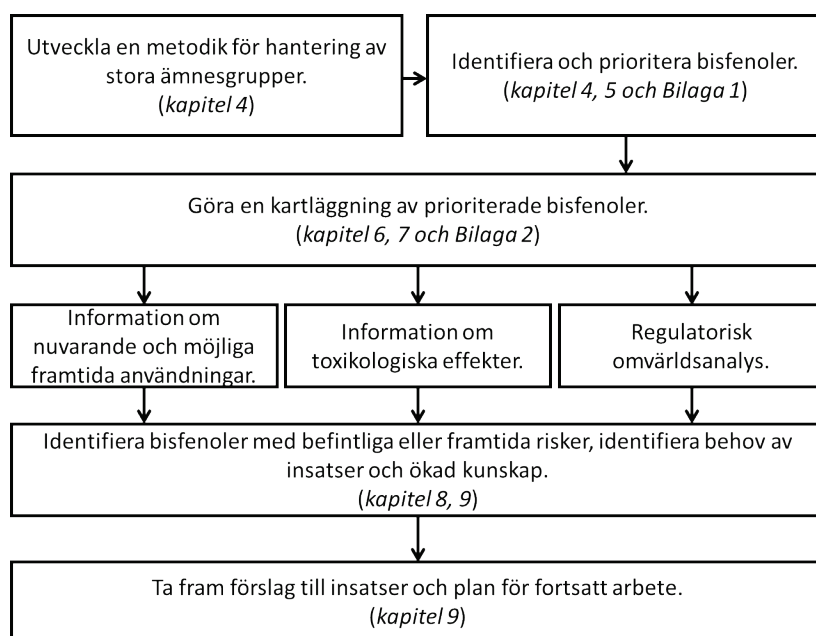 Utveckla en metodik för hantering av
stora ämnesgrupper.
(kapitel 4)
Identifiera och prioritera bisfenoler.
(kapitel 4, 5 och Bilaga 1)
Göra en kartläggning av prioriterade bisfenoler.
(kapitel 6, 7 och Bilaga 2)
Information om
nuvarande och möjliga
framtida användningar.
Information om
toxikologiska effekter.
Regulatorisk
omvärldsanalys.
Identifiera bisfenoler med befintliga eller framtida risker, identifiera behov av
insatser och ökad kunskap.
(kapitel 8, 9)
Ta fram förslag till insatser och plan för fortsatt arbete.
(kapitel 9)